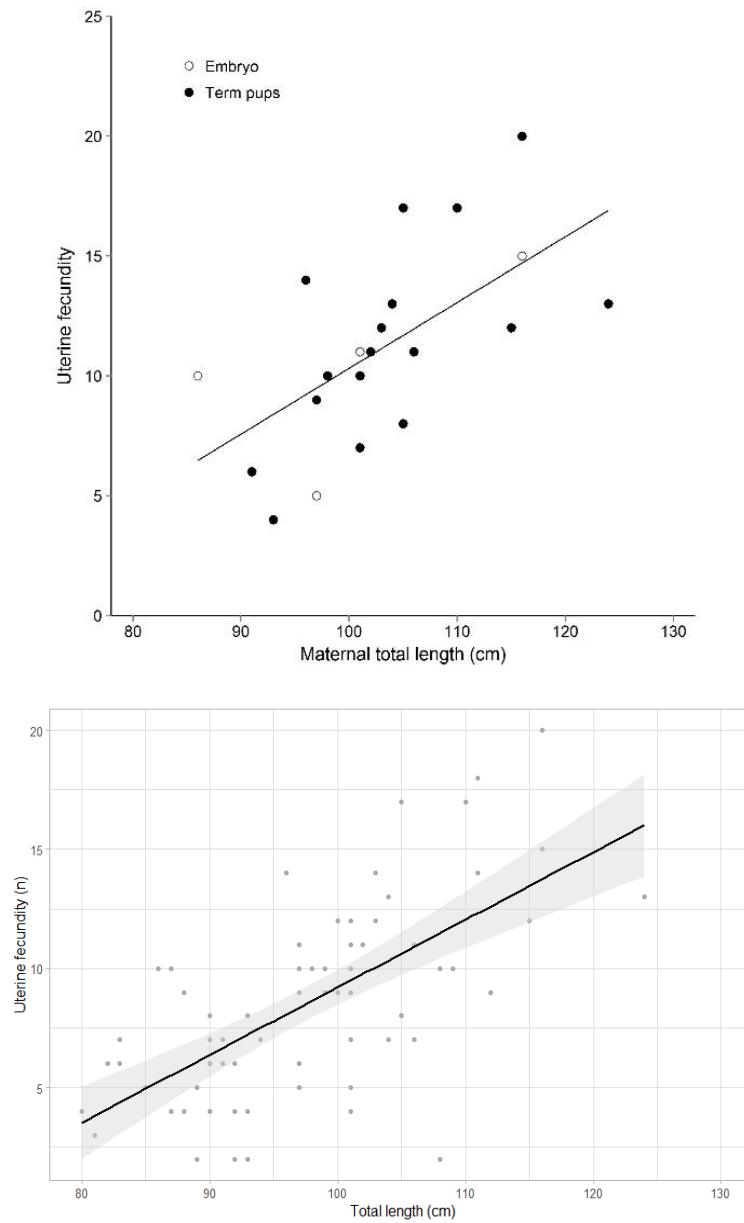 25
Embryo
Term pups
20
15
10
5
0
Uterine fecundity
80 90 100 110 120 130
Maternal total length (cm)
20
15
10
5
Uterine fecundity (n)
80 90 100 110 120 130
Total length (cm)